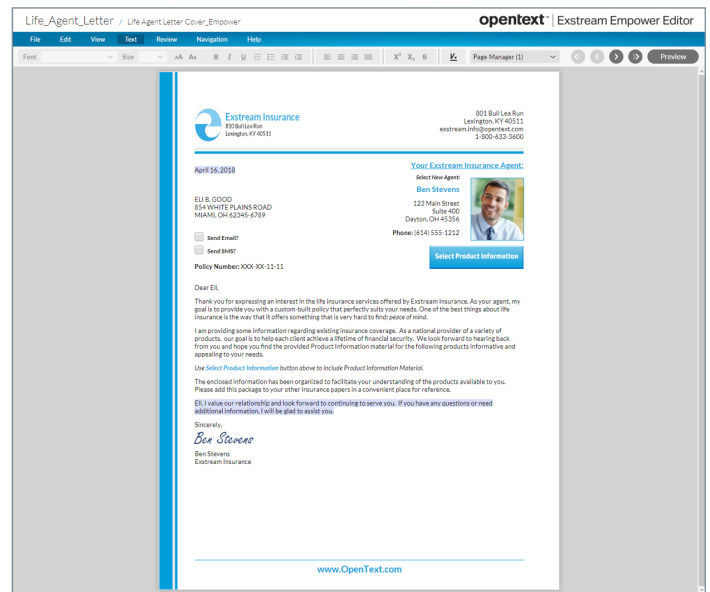 Life_Agent_Letter / Life Agent Letter Cover_Empower
opentext™ | Exstream Empower Editor
File Edit View Text Review Navigation Help
Font Size AA AA B I U X² X₂ S Page Manager (1) Preview
Exstream Insurance
810 Bull Lea Run
Lexington, KY 40511
801 Bull Lea Run
Lexington, KY 40511
exstream.info@opentext.com
1-800-633-3600
April 16, 2018
Your Exstream Insurance Agent:
Select New Agent:
Ben Stevens
123 Main Street
Suite 400
Dayton, OH 45356
Phone: (614) 555-1212
ELI B. GOOD
854 WHITE PLAINS ROAD
MIAMI, OH 62345-6789
Send Email?
Send SMS?
Select Product Information
Policy Number: XXX-XX-11-11
Dear Eli,
Thank you for expressing an interest in the life insurance services offered by Exstream Insurance. As your agent, my
goal is to provide you with a custom-built policy that perfectly suits your needs. One of the best things about life
insurance is the way that it offers something that is very hard to find: peace of mind.
I am providing some information regarding existing insurance coverage. As a national provider of a variety of
products, our goal is to help each client achieve a lifetime of financial security. We look forward to hearing back
from you and hope you find the provided Product Information material for the following products informative and
appealing to your needs.
Use Select Product Information button above to include Product Information Material.
The enclosed information has been organized to facilitate your understanding of the products available to you.
Please add this package to your other insurance papers in a convenient place for reference.
Eli, I value our relationship and look forward to continuing to serve you. If you have any questions or need
additional information, I will be glad to assist you.
Sincerely,
Ben Stevens
Ben Stevens
Exstream Insurance
www.OpenText.com